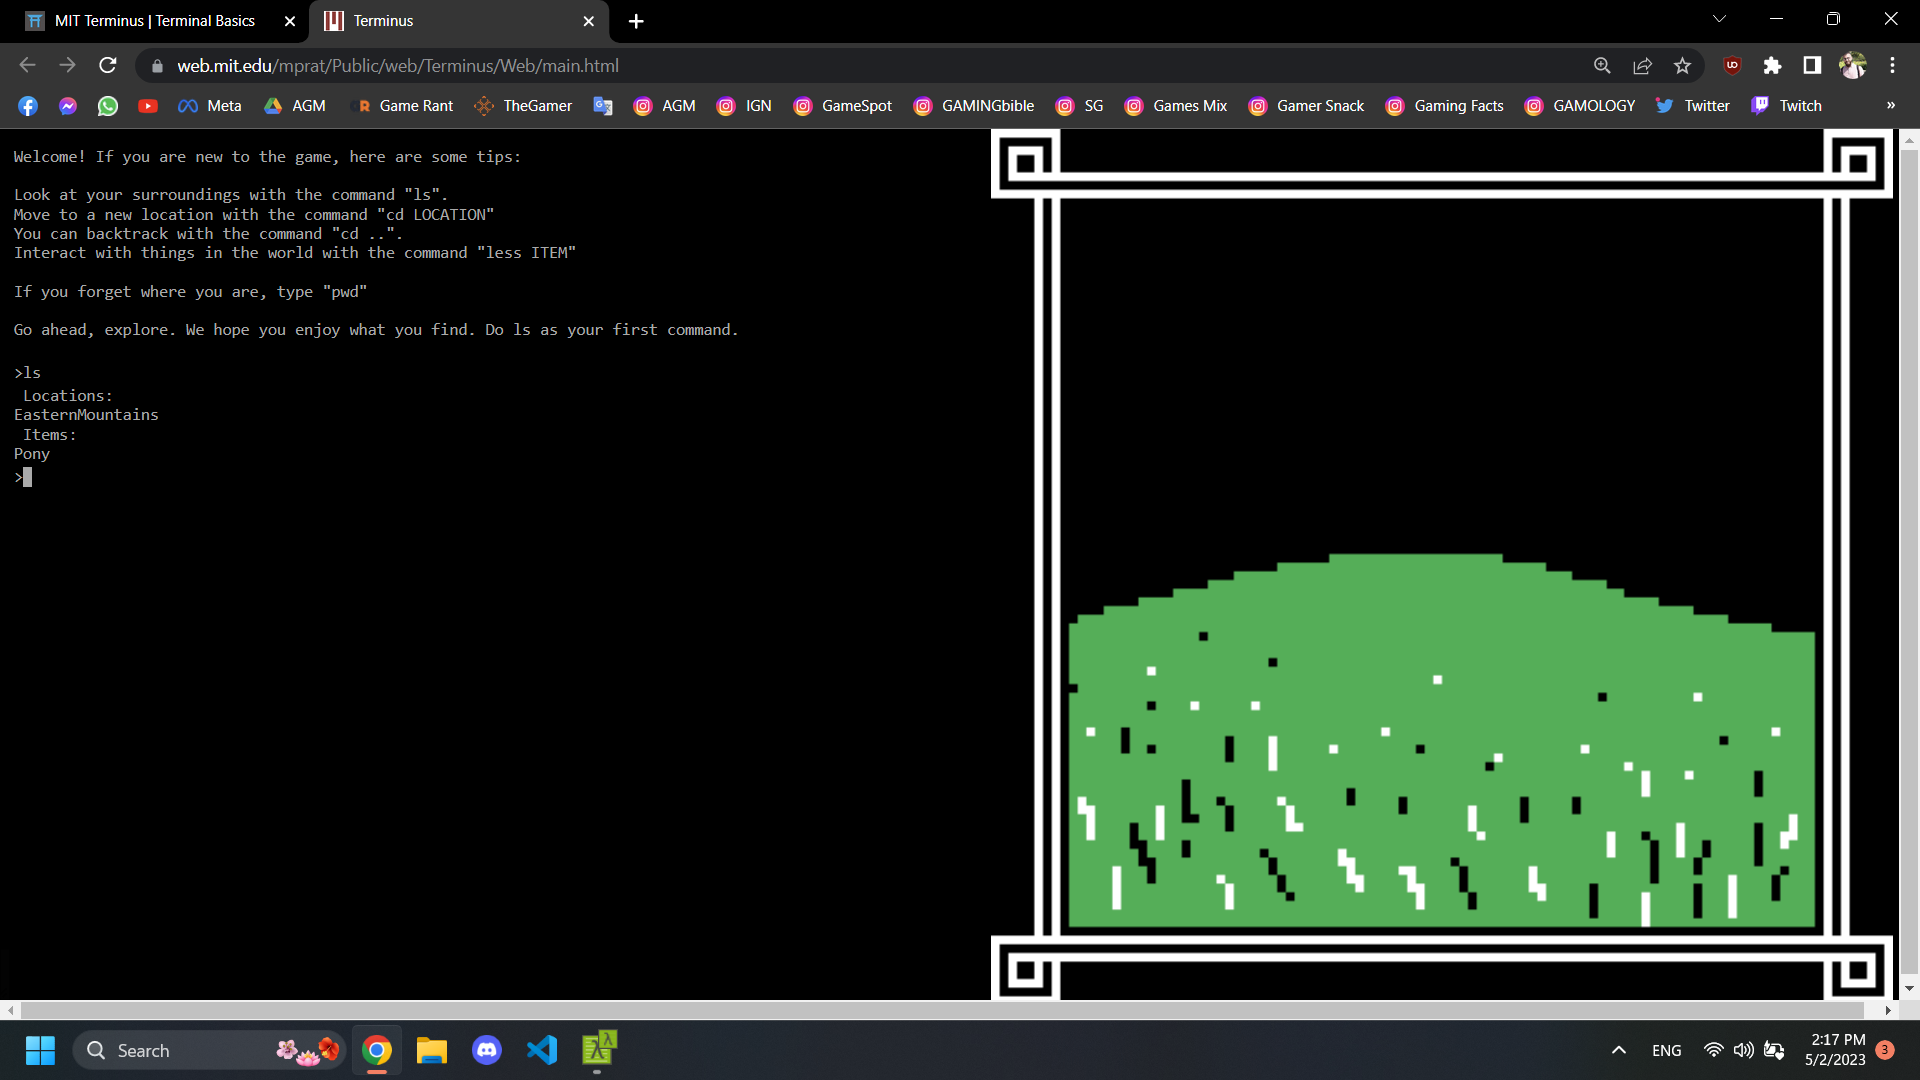 MIT Terminus | Terminal Basics
Terminus
web.mit.edu/mprat/Public/web/Terminus/Web/main.html
Meta
AGM
Game Rant
TheGamer
AGM
IGN
GameSpot
GAMINGbible
SG
Games Mix
Gamer Snack
Gaming Facts
GAMOLOGY
Twitter
Twitch
»
Welcome! If you are new to the game, here are some tips:
Look at your surroundings with the command "ls".
Move to a new location with the command "cd LOCATION"
You can backtrack with the command "cd ..".
Interact with things in the world with the command "less ITEM"
If you forget where you are, type "pwd"
Go ahead, explore. We hope you enjoy what you find. Do ls as your first command.
>ls
Locations:
EasternMountains
Items:
Pony
>
Search
ENG
2:17 PM
5/2/2023
3